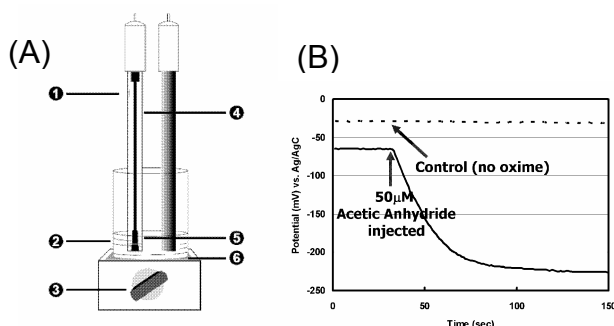 (A)
1
2
3
4
5
6
(B)
0
-50
-100
-150
-200
-250
Potential (mV) vs. Ag/AgC
Control (no oxime)
50μM
Acetic Anhydride
injected
0
50
100
150
Time (sec)